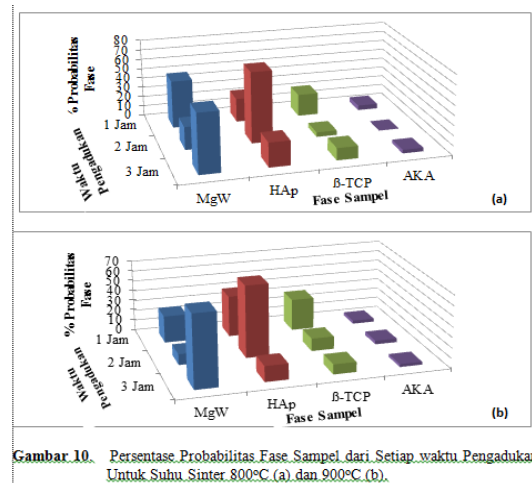 80
70
60
50
40
30
20
10
0
% Probabilitas
Fase
1 Jam
2 Jam
3 Jam
Waktu
Pengadukan
MgW
HAp
ß-TCP
AKA
Fase Sampel
(a)
70
60
50
40
30
20
10
0
% Probabilitas
Fase
1 Jam
2 Jam
3 Jam
Waktu
Pengadukan
MgW
HAp
ß-TCP
AKA
Fase Sampel
(b)
Gambar 10. Persentase Probabilitas Fase Sampel dari Setiap waktu Pengaduka
Untuk Suhu Sinter 800°C (a) dan 900°C (b).